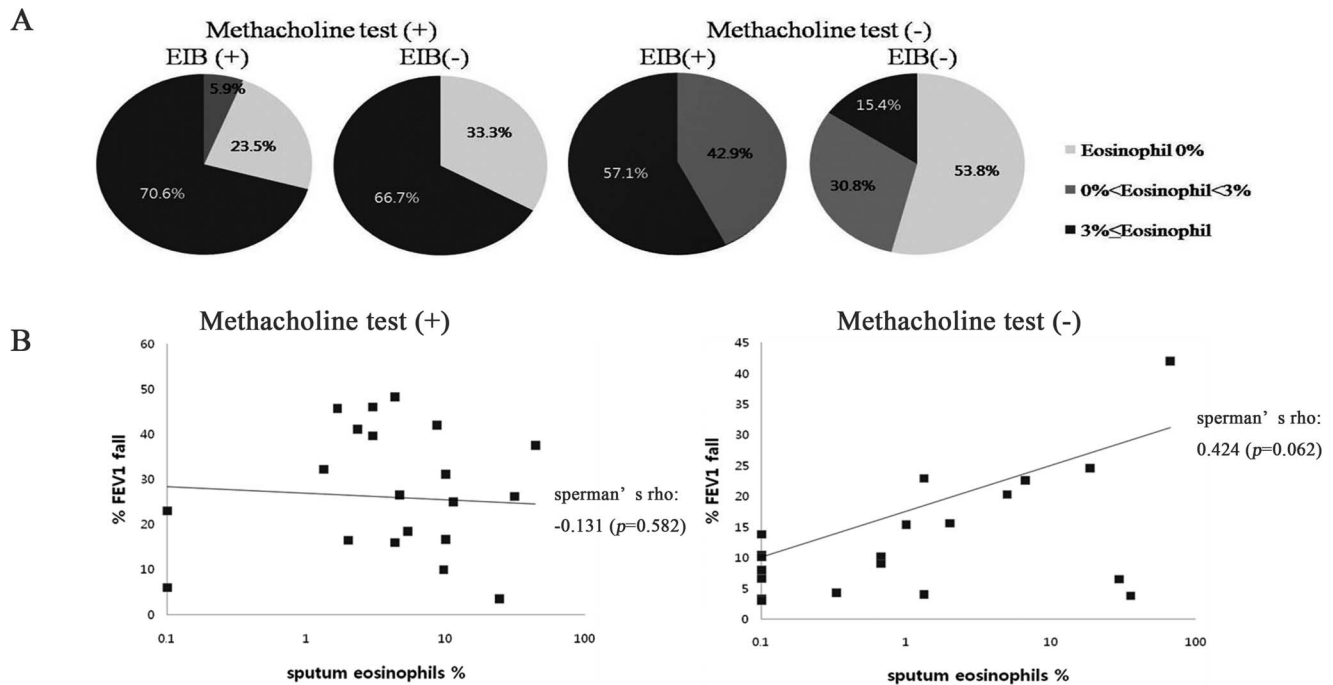 A
Methacholine test (+)
Methacholine test (-)
EIB (+)
EIB(-)
EIB(+)
EIB(-)
5.9%
23.5%
70.6%
33.3%
66.7%
42.9%
57.1%
15.4%
30.8%
53.8%
Eosinophil 0%
0%<Eosinophil<3%
3%≤Eosinophil
B
Methacholine test (+)
% FEV1 fall
60
50
40
30
20
10
0
0.1
1
10
100
sputum eosinophils %
sperman's rho:
-0.131 (p=0.582)
Methacholine test (-)
% FEV1 fall
45
40
35
30
25
20
15
10
5
0
0.1
1
10
100
sputum eosinophils %
sperman's rho:
0.424 (p=0.062)